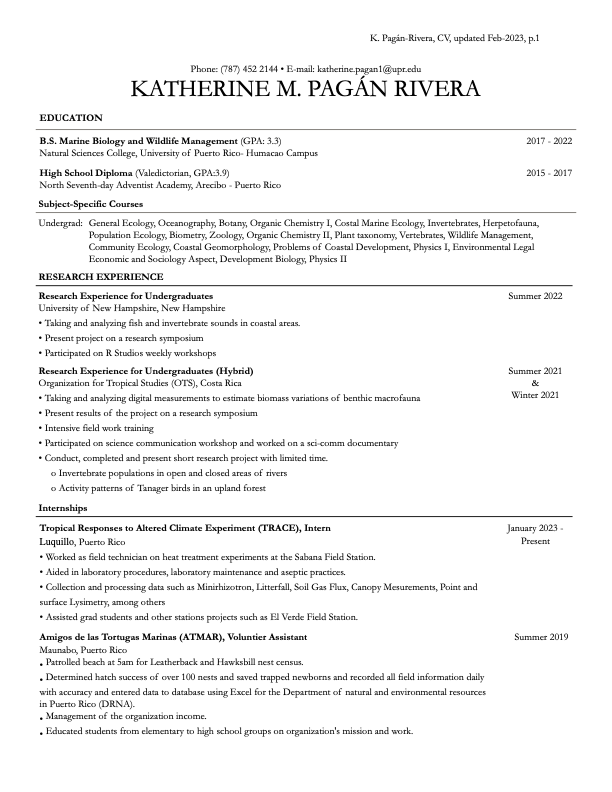 K. Pagán-Rivera, CV, updated Feb-2023, p.1
Phone: (787) 452 2144 • E-mail: katherine.pagan1@upr.edu
KATHERINE M. PAGÁN RIVERA
EDUCATION
B.S. Marine Biology and Wildlife Management (GPA: 3.3) 2017 - 2022
Natural Sciences College, University of Puerto Rico- Humacao Campus
High School Diploma (Valedictorian, GPA:3.9) 2015 - 2017
North Seventh-day Adventist Academy, Arecibo - Puerto Rico
Subject-Specific Courses
Undergrad: General Ecology, Oceanography, Botany, Organic Chemistry I, Costal Marine Ecology, Invertebrates, Herpetofauna,
Population Ecology, Biometry, Zoology, Organic Chemistry II, Plant taxonomy, Vertebrates, Wildlife Management,
Community Ecology, Coastal Geomorphology, Problems of Coastal Development, Physics I, Environmental Legal
Economic and Sociology Aspect, Development Biology, Physics II
RESEARCH EXPERIENCE
Research Experience for Undergraduates Summer 2022
University of New Hampshire, New Hampshire
• Taking and analyzing fish and invertebrate sounds in coastal areas.
• Present project on a research symposium
• Participated on R Studios weekly workshops
Research Experience for Undergraduates (Hybrid) Summer 2021
Organization for Tropical Studies (OTS), Costa Rica &
• Taking and analyzing digital measurements to estimate biomass variations of benthic macrofauna Winter 2021
• Present results of the project on a research symposium
• Intensive field work training
• Participated on science communication workshop and worked on a sci-comm documentary
• Conduct, completed and present short research project with limited time.
o Invertebrate populations in open and closed areas of rivers
o Activity patterns of Tanager birds in an upland forest
Internships
Tropical Responses to Altered Climate Experiment (TRACE), Intern January 2023 -
Luquillo, Puerto Rico Present
• Worked as field technician on heat treatment experiments at the Sabana Field Station.
• Aided in laboratory procedures, laboratory maintenance and aseptic practices.
• Collection and processing data such as Minirhizotron, Litterfall, Soil Gas Flux, Canopy Mesurements, Point and
surface Lysimetry, among others
• Assisted grad students and other stations projects such as El Verde Field Station.
Amigos de las Tortugas Marinas (ATMAR), Voluntier Assistant Summer 2019
Maunabo, Puerto Rico
• Patrolled beach at 5am for Leatherback and Hawksbill nest census.
• Determined hatch success of over 100 nests and saved trapped newborns and recorded all field information daily
with accuracy and entered data to database using Excel for the Department of natural and environmental resources
in Puerto Rico (DRNA).
• Management of the organization income.
• Educated students from elementary to high school groups on organization's mission and work.